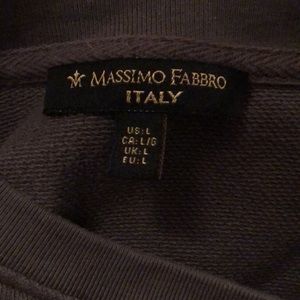 MASSIMO FABBRO
ITALY
US: L
CA: L/G
UK: L
EU: L